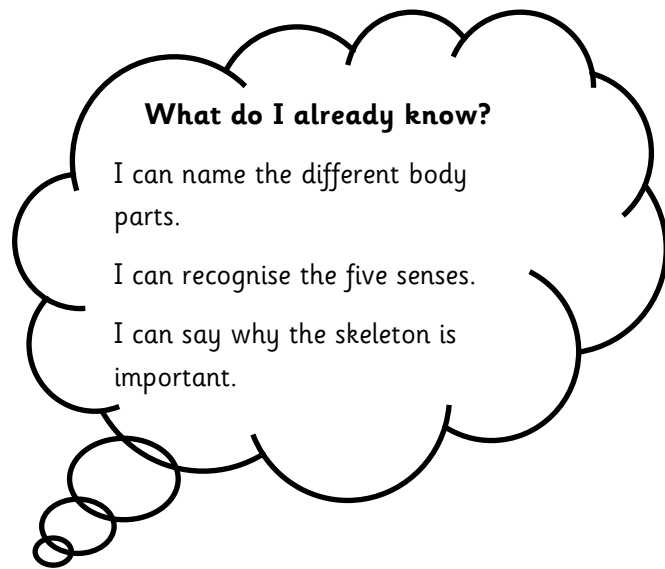 What do I already know?
I can name the different body
parts.
I can recognise the five senses.
I can say why the skeleton is
important.